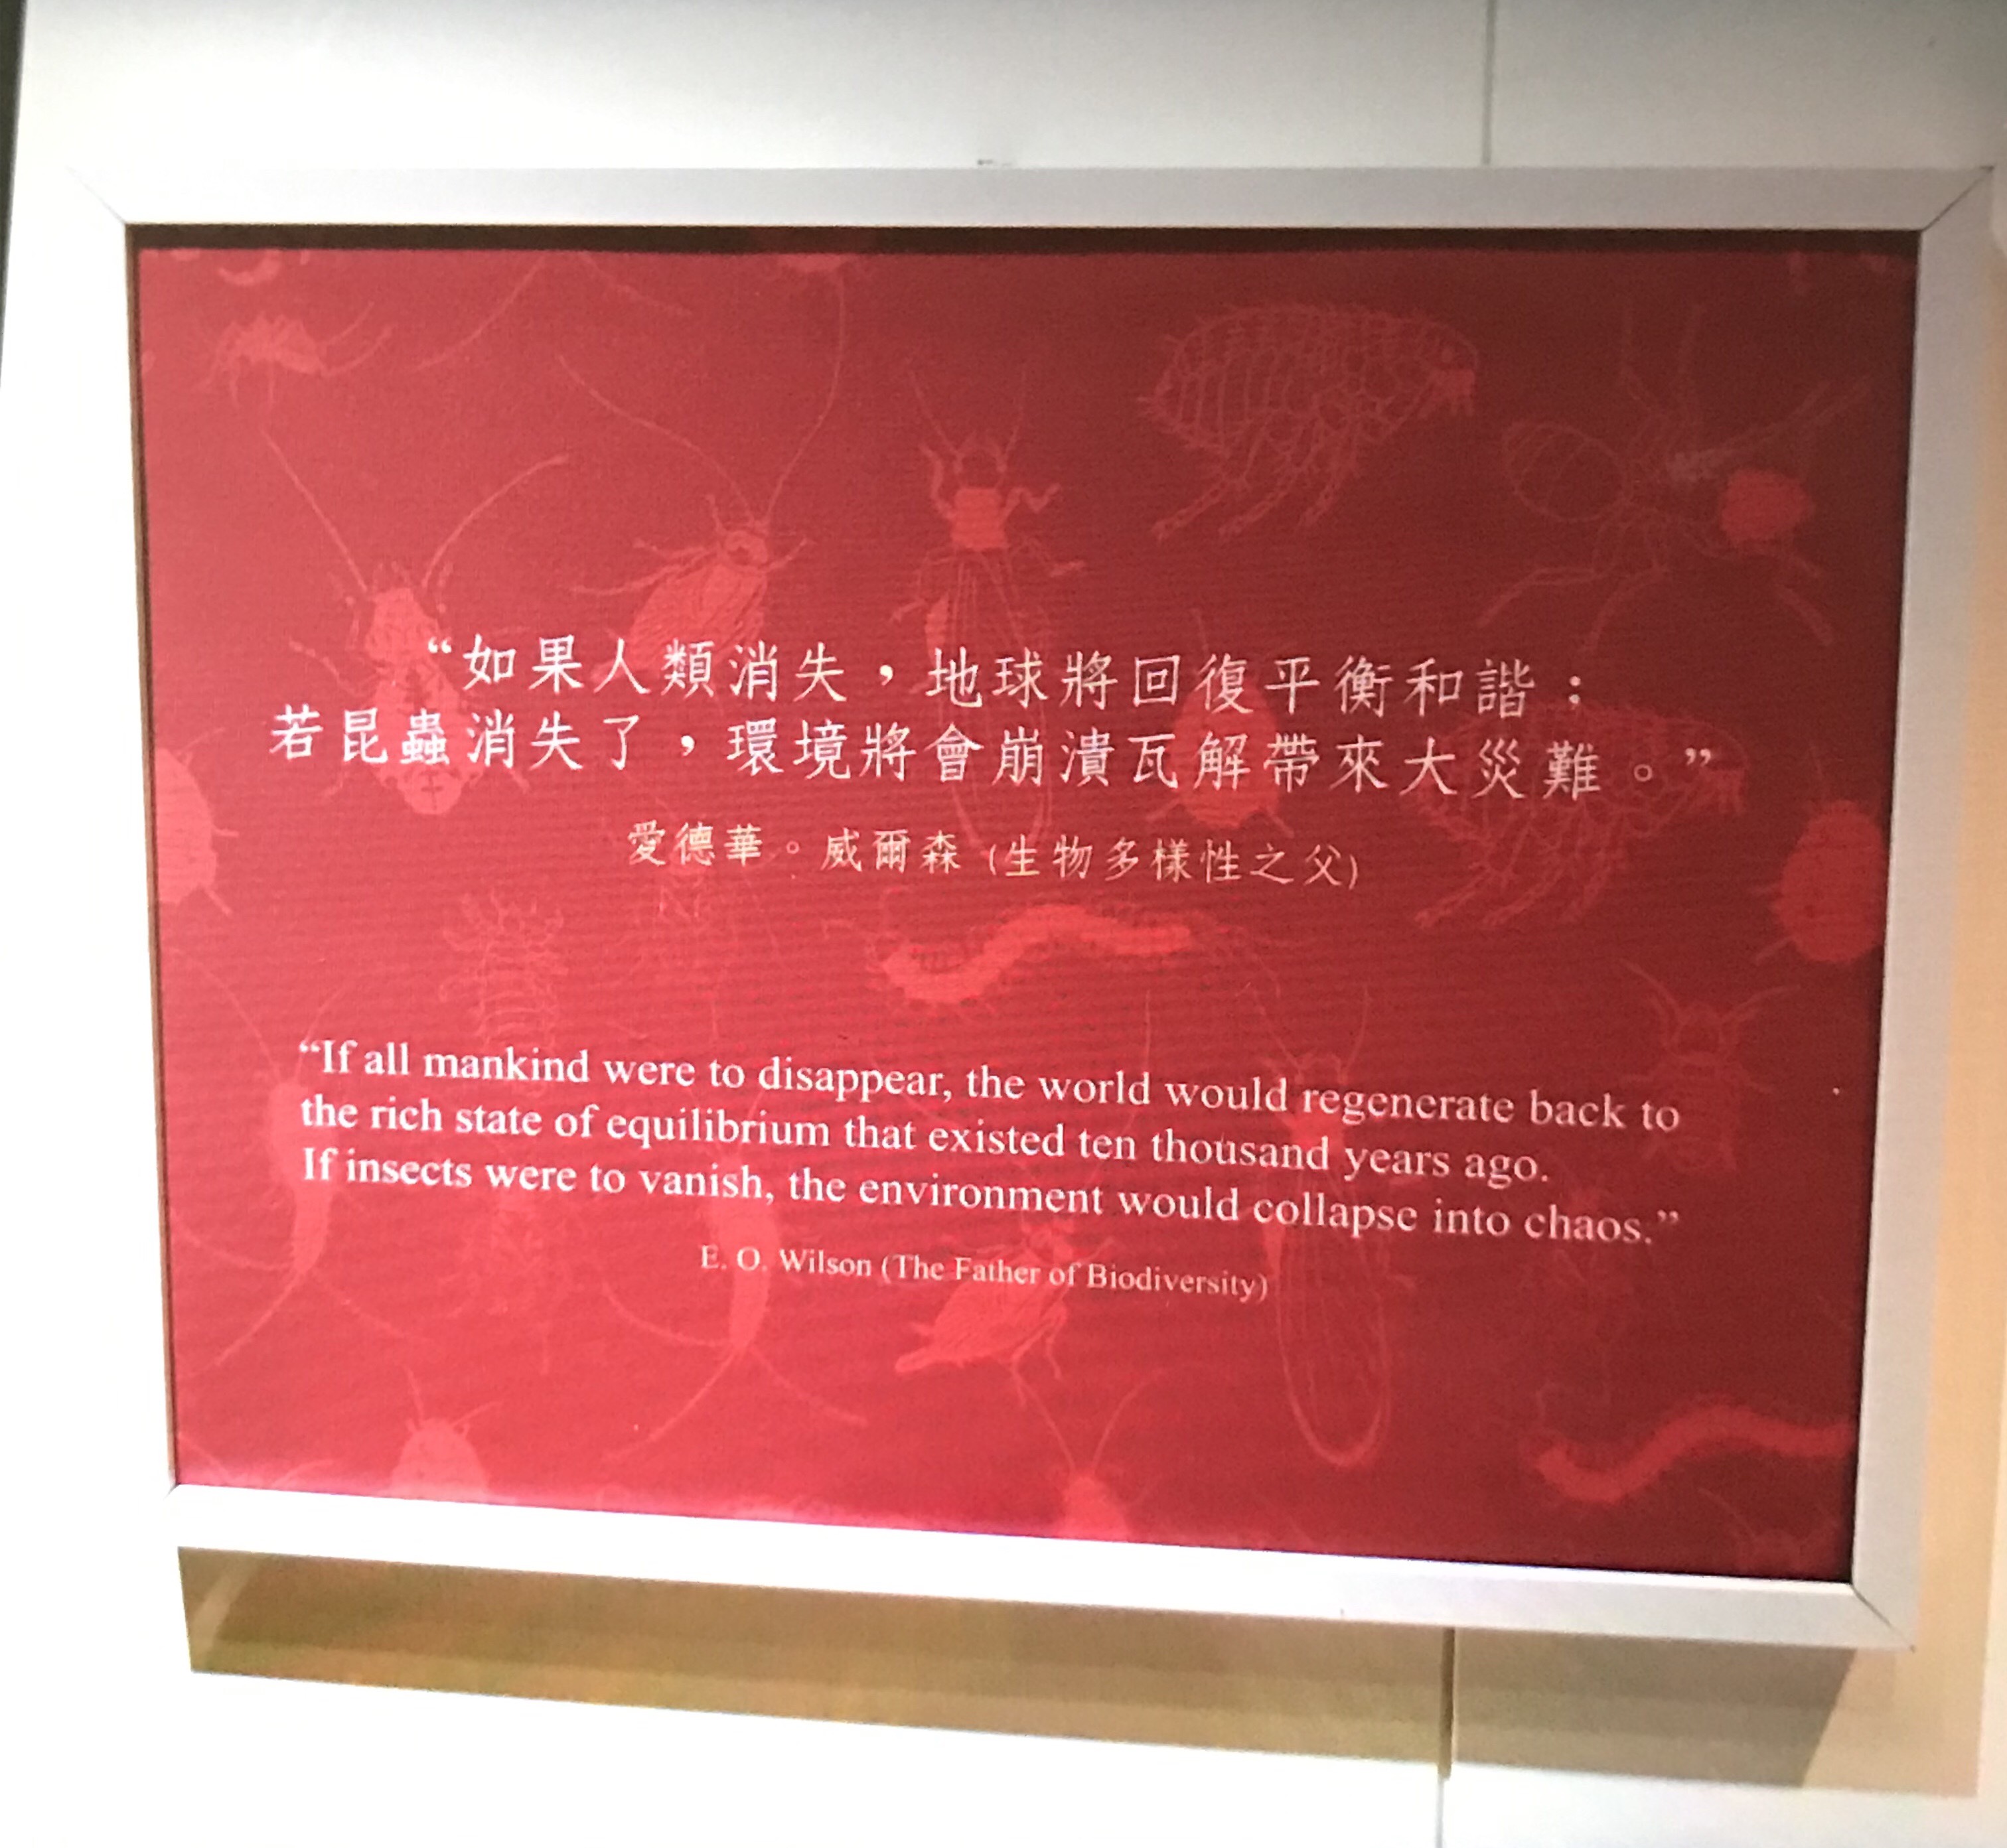 “如果人類消失，地球將回復平衡和諧；
若昆蟲消失了，環境將會崩潰瓦解帶來大災難。”
愛德華。威爾森 (生物多樣性之父)
“If all mankind were to disappear, the world would regenerate back to
the rich state of equilibrium that existed ten thousand years ago.
If insects were to vanish, the environment would collapse into chaos.”
E. O. Wilson (The Father of Biodiversity)